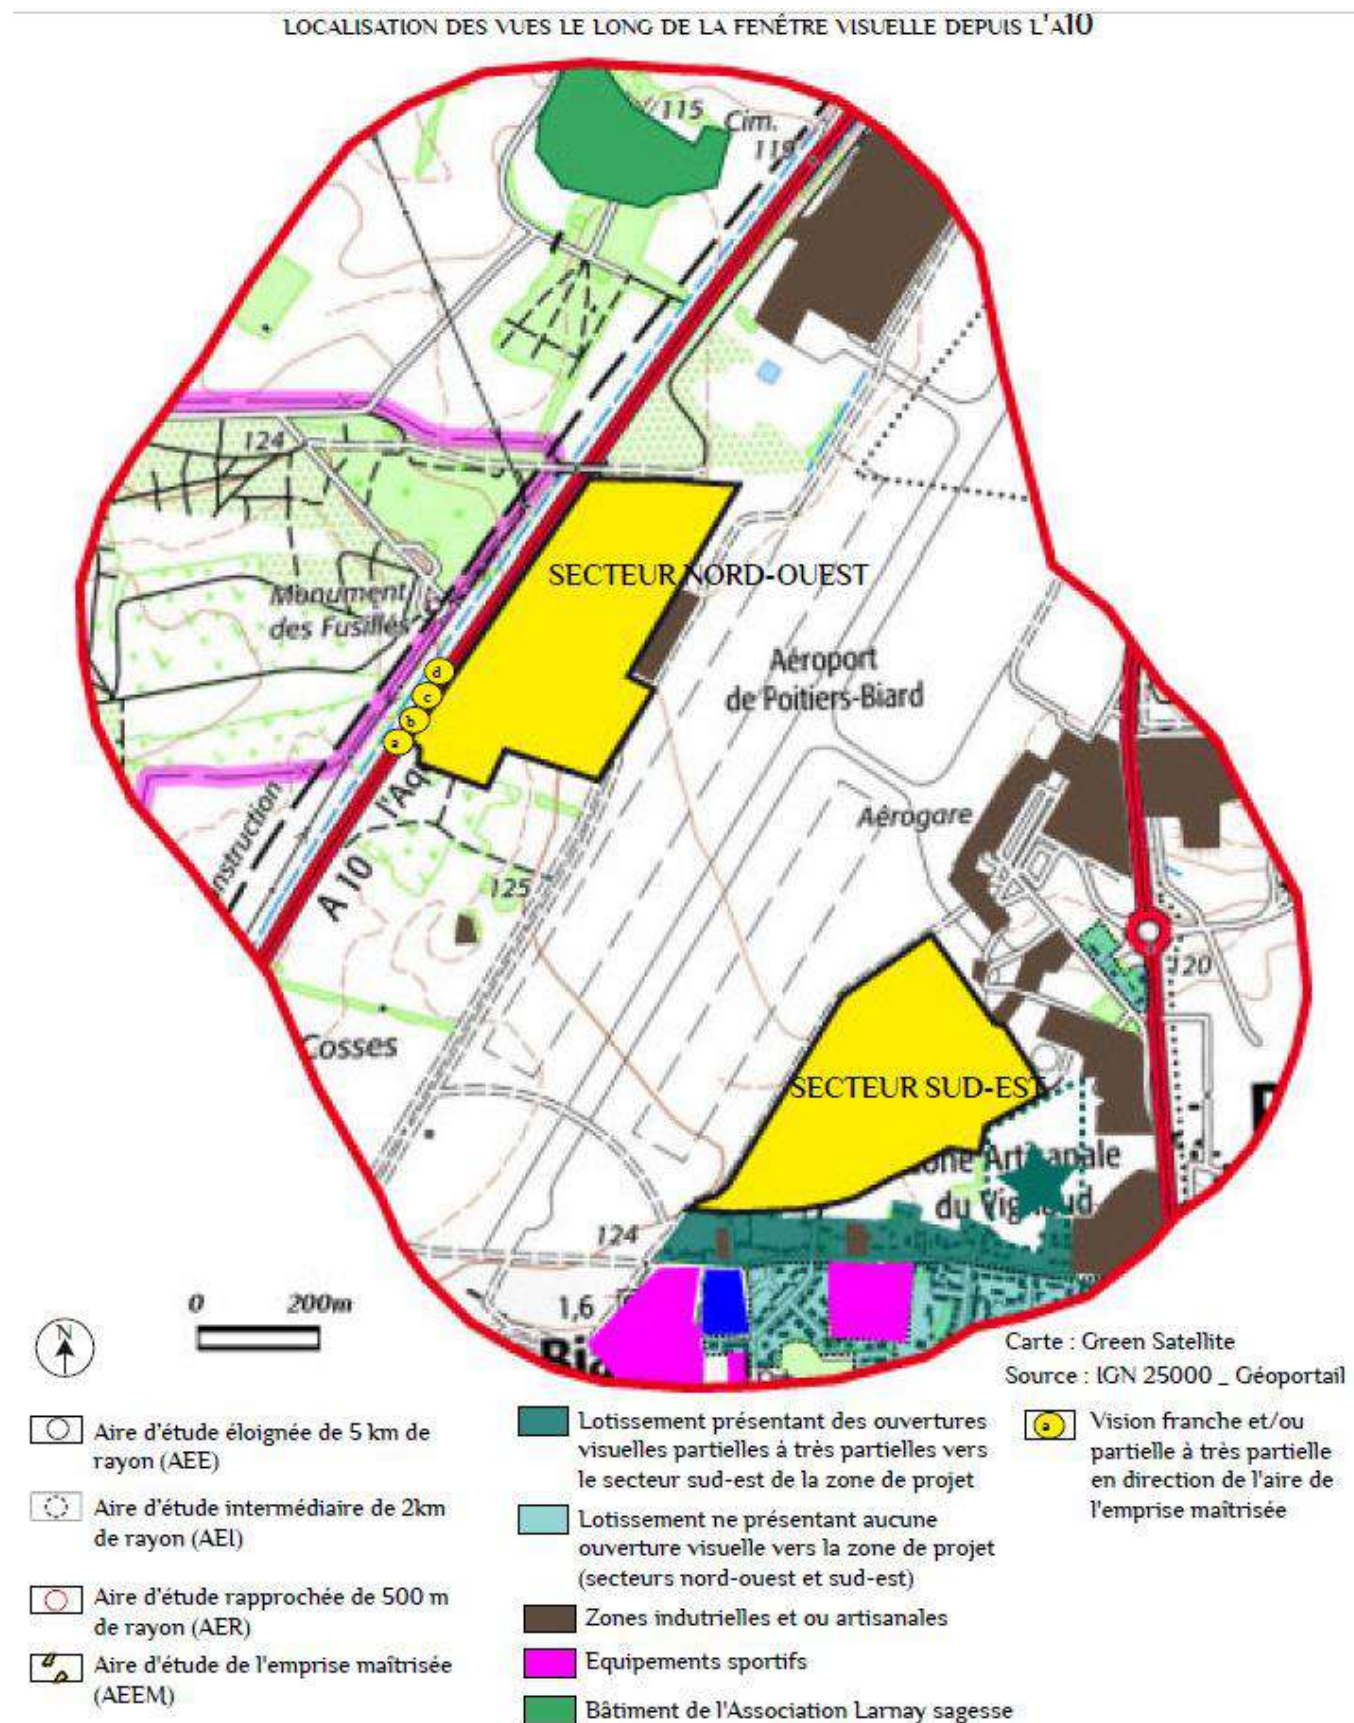 LOCALISATION DES VUES LE LONG DE LA FENÊTRE VISUELLE DEPUIS L'A10
115
Cim.
119
124
SECTEUR NORD-OUEST
Monument
des Fusillés
Aéroport
de Poitiers-Biard
d
c
b
a
l'Aq
Aérogare
nstruction
A 10
125
120
Cosses
SECTEUR SUD-EST
Zone Artisanale
du Vignaud
124
1,6
Bia
0 200m
N
Carte : Green Satellite
Source : IGN 25000 _ Géoportail
Aire d'étude éloignée de 5 km de
rayon (AEE)
Aire d'étude intermédiaire de 2km
de rayon (AEI)
Aire d'étude rapprochée de 500 m
de rayon (AER)
Aire d'étude de l'emprise maîtrisée
(AEEM)
Lotissement présentant des ouvertures
visuelles partielles à très partielles vers
le secteur sud-est de la zone de projet
Lotissement ne présentant aucune
ouverture visuelle vers la zone de projet
(secteurs nord-ouest et sud-est)
Zones indutrielles et ou artisanales
Equipements sportifs
Bâtiment de l'Association Larnay sagesse
a
Vision franche et/ou
partielle à très partielle
en direction de l'aire de
l'emprise maîtrisée